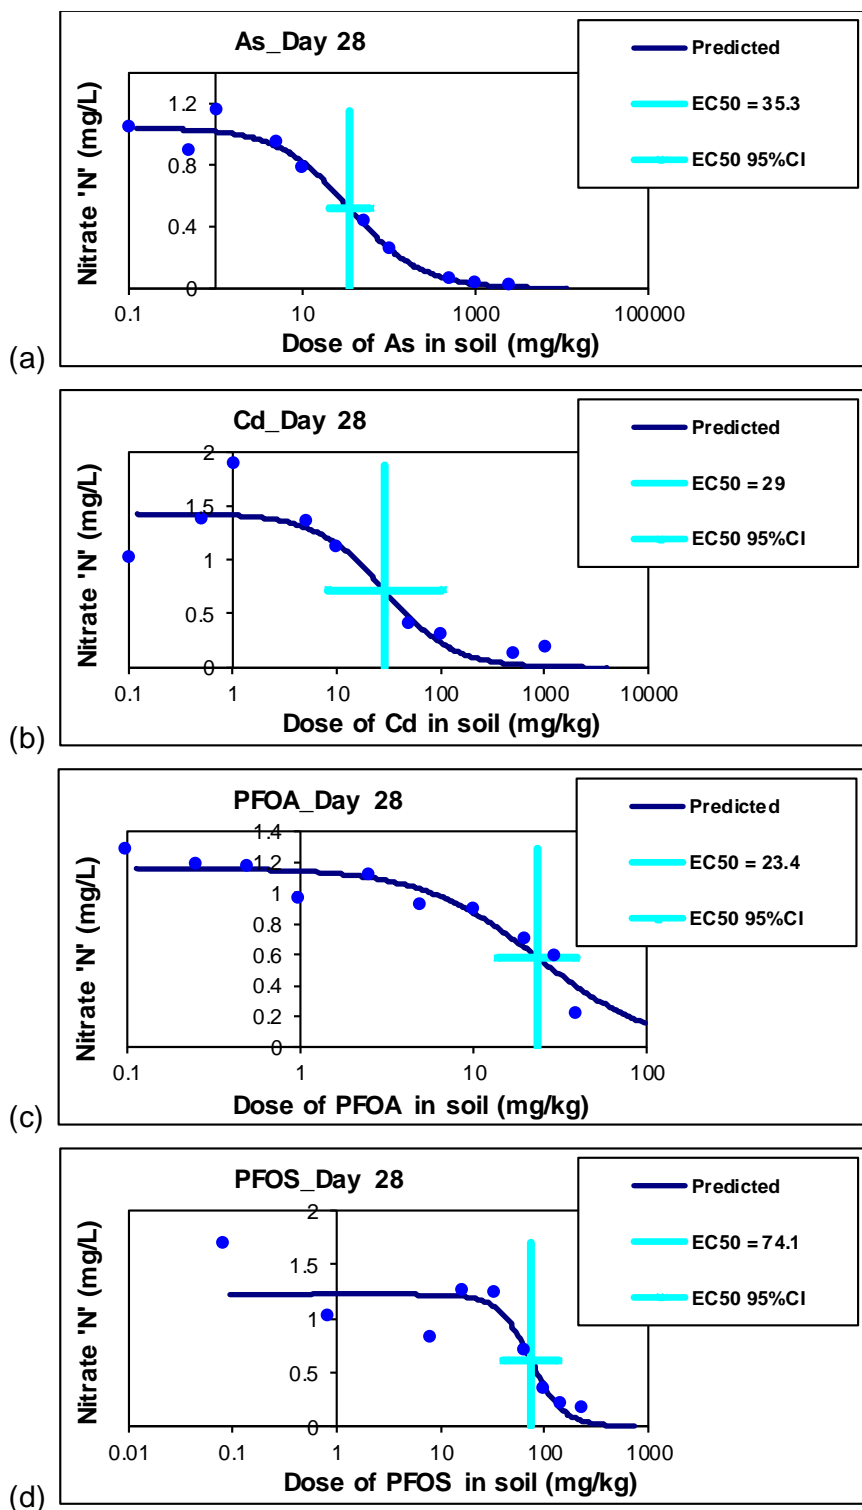 As_Day 28
Predicted
EC50 = 35.3
EC50 95%CI
Nitrate 'N' (mg/L)
1.2
0.8
0.4
0
0.1
10
1000
100000
Dose of As in soil (mg/kg)
(a)
Cd_Day 28
Predicted
EC50 = 29
EC50 95%CI
Nitrate 'N' (mg/L)
2
1.5
1
0.5
0
0.1
1
10
100
1000
10000
Dose of Cd in soil (mg/kg)
(b)
PFOA_Day 28
Predicted
EC50 = 23.4
EC50 95%CI
Nitrate 'N' (mg/L)
1.4
1.2
1
0.8
0.6
0.4
0.2
0
0.1
1
10
100
Dose of PFOA in soil (mg/kg)
(c)
PFOS_Day 28
Predicted
EC50 = 74.1
EC50 95%CI
Nitrate 'N' (mg/L)
2
1.5
1
0.5
0
0.01
0.1
1
10
100
1000
Dose of PFOS in soil (mg/kg)
(d)